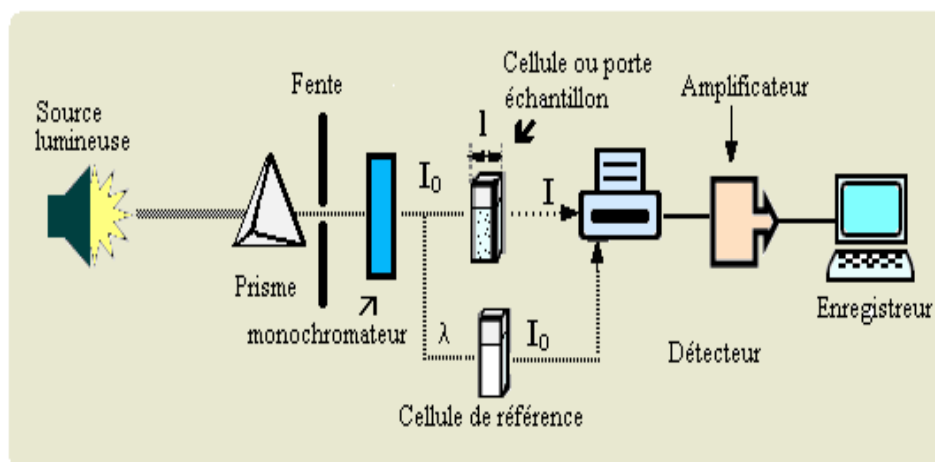 Source
lumineuse
Fente
Cellule ou porte
échantillon
Amplificateur
l
I₀
I
Prisme
monochromateur
λ
I₀
Cellule de référence
Détecteur
Enregistreur